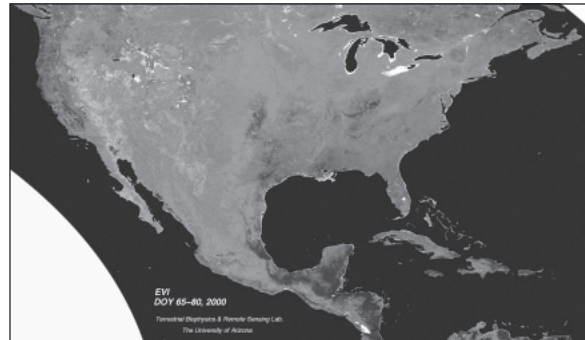 EVI
DOY 65–80, 2000
Terrestrial Biophysics & Remote Sensing Lab.
The University of Arizona